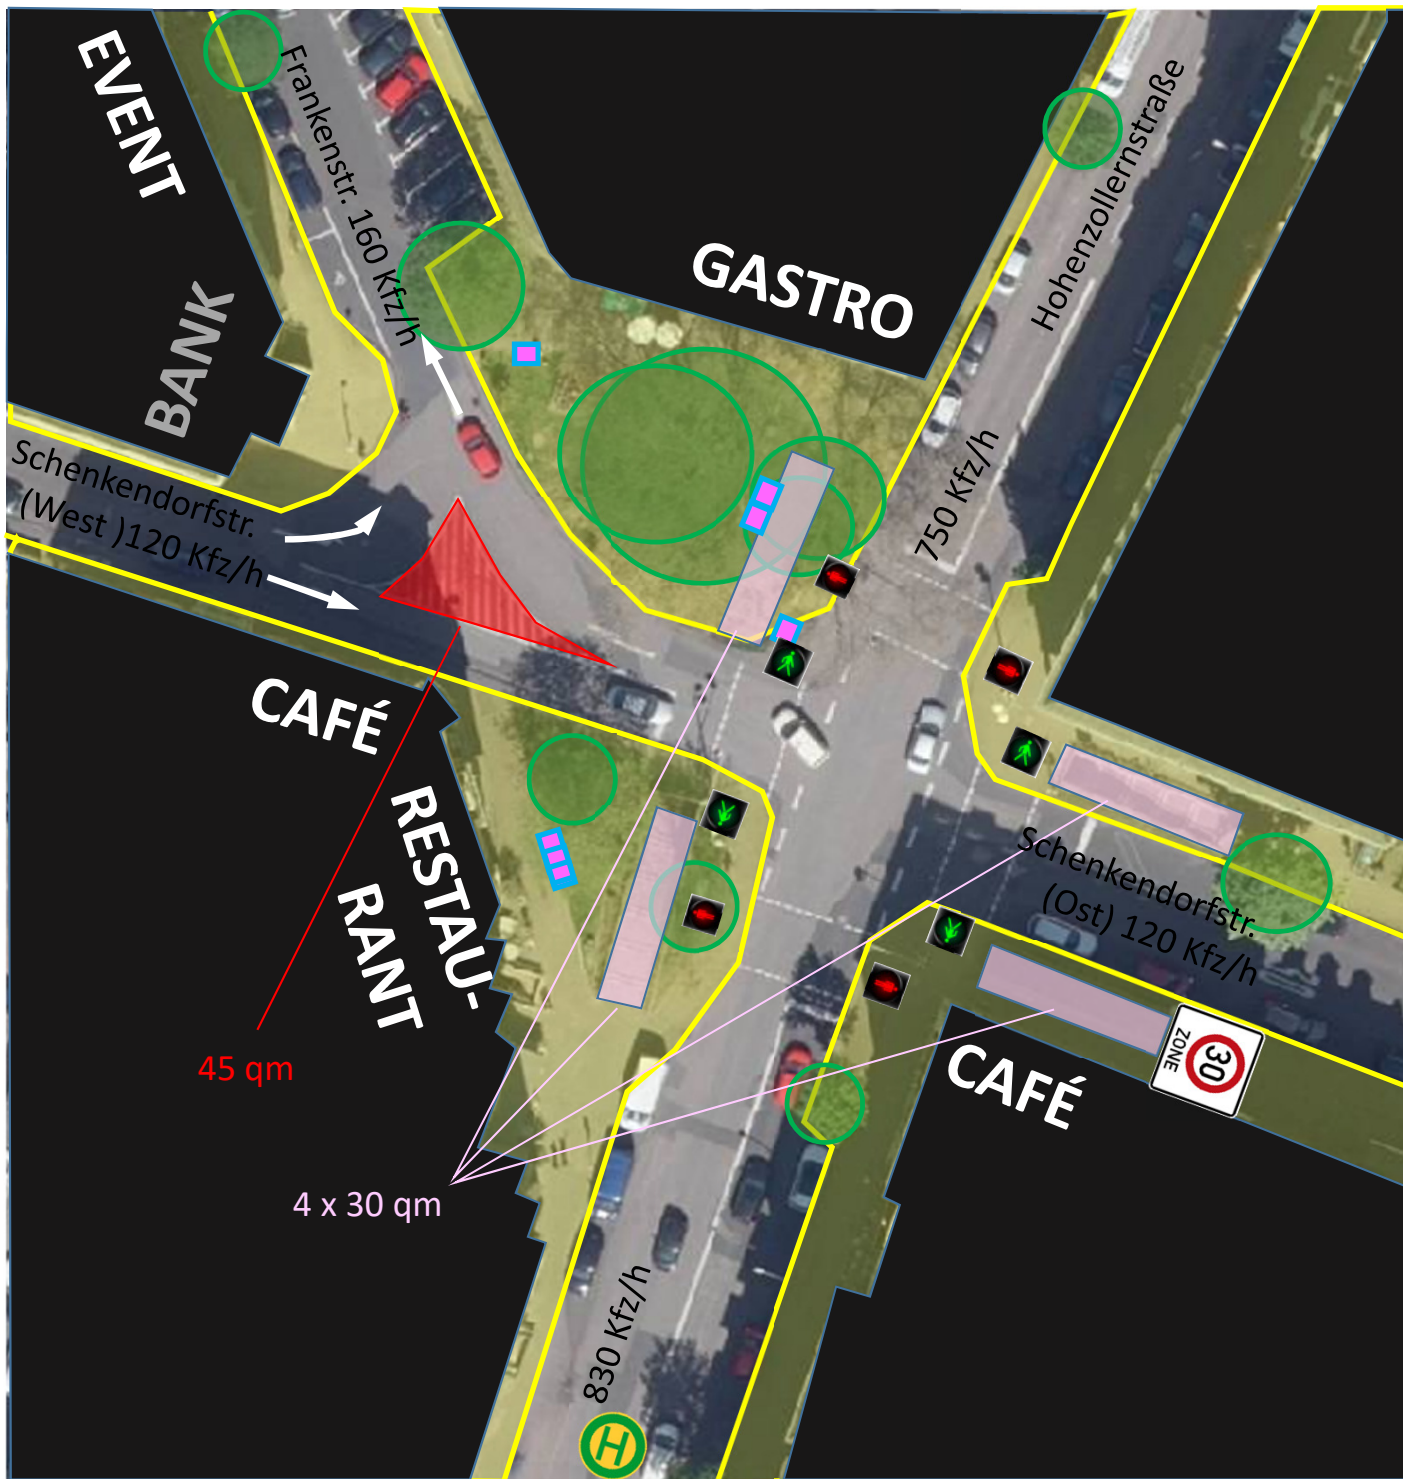 EVENT
Frankenstr. 160 Kfz/h
BANK
GASTRO
Hohenzollernstraße
750 Kfz/h
Schenkendorfstr.
(West )120 Kfz/h
CAFÉ
RESTAU-
RANT
Schenkendorfstr.
(Ost) 120 Kfz/h
30
ZONE
CAFÉ
45 qm
4 x 30 qm
830 Kfz/h
H